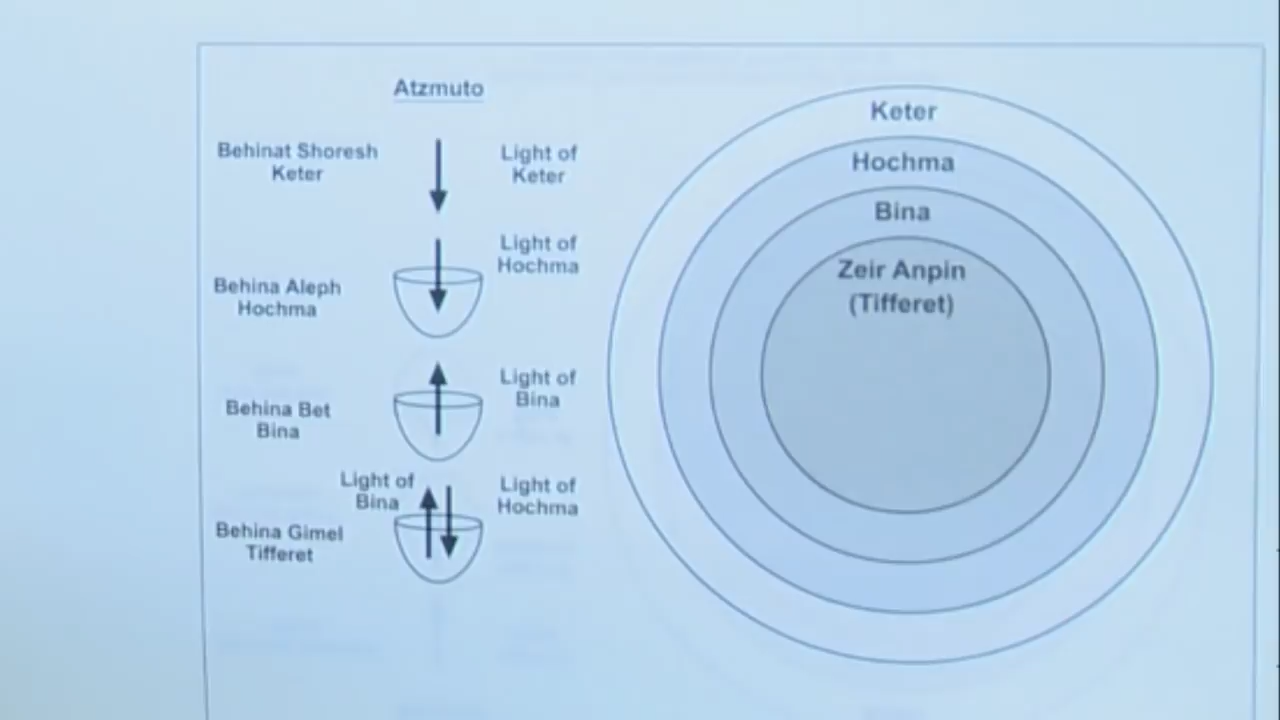 Atzmuto
Behinat Shoresh
Keter
Light of
Keter
Light of
Hochma
Behina Aleph
Hochma
Light of
Bina
Behina Bet
Bina
Light of
Bina
Light of
Hochma
Behina Gimel
Tifferet
Keter
Hochma
Bina
Zeir Anpin
(Tifferet)